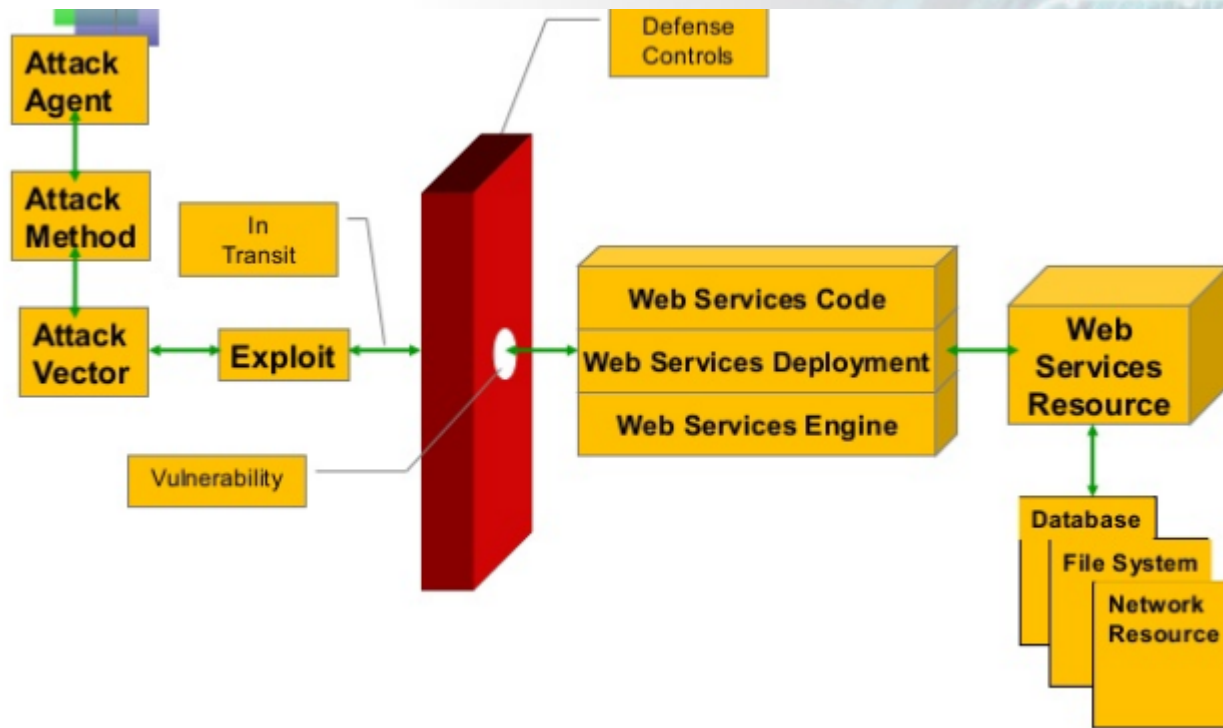 Defense
Controls
Attack
Agent
Attack
Method
In
Transit
Attack
Vector
Exploit
Vulnerability
Web Services Code
Web Services Deployment
Web Services Engine
Web
Services
Resource
Database
File System
Network
Resource